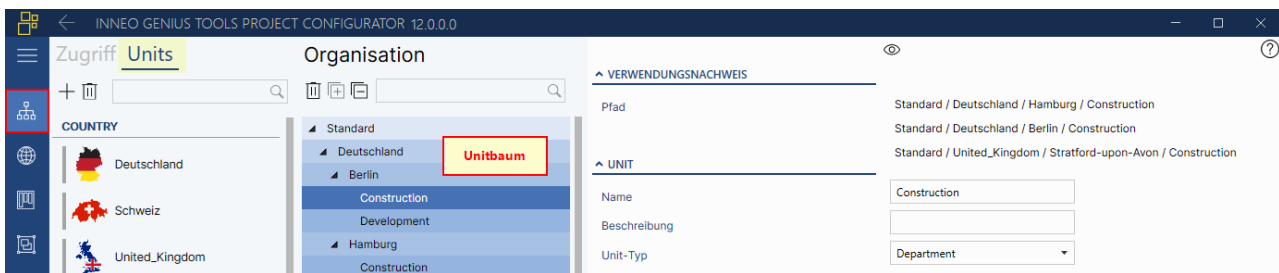 INNEO GENIUS TOOLS PROJECT CONFIGURATOR 12.0.0.0
Zugriff Units
COUNTRY
Deutschland
Schweiz
United_Kingdom
Organisation
Standard
Deutschland
Berlin
Construction
Development
Hamburg
Construction
Unitbaum
VERWENDUNGSNACHWEIS
Pfad
Standard / Deutschland / Hamburg / Construction
Standard / Deutschland / Berlin / Construction
Standard / United_Kingdom / Stratford-upon-Avon / Construction
UNIT
Name Construction
Beschreibung
Unit-Typ Department